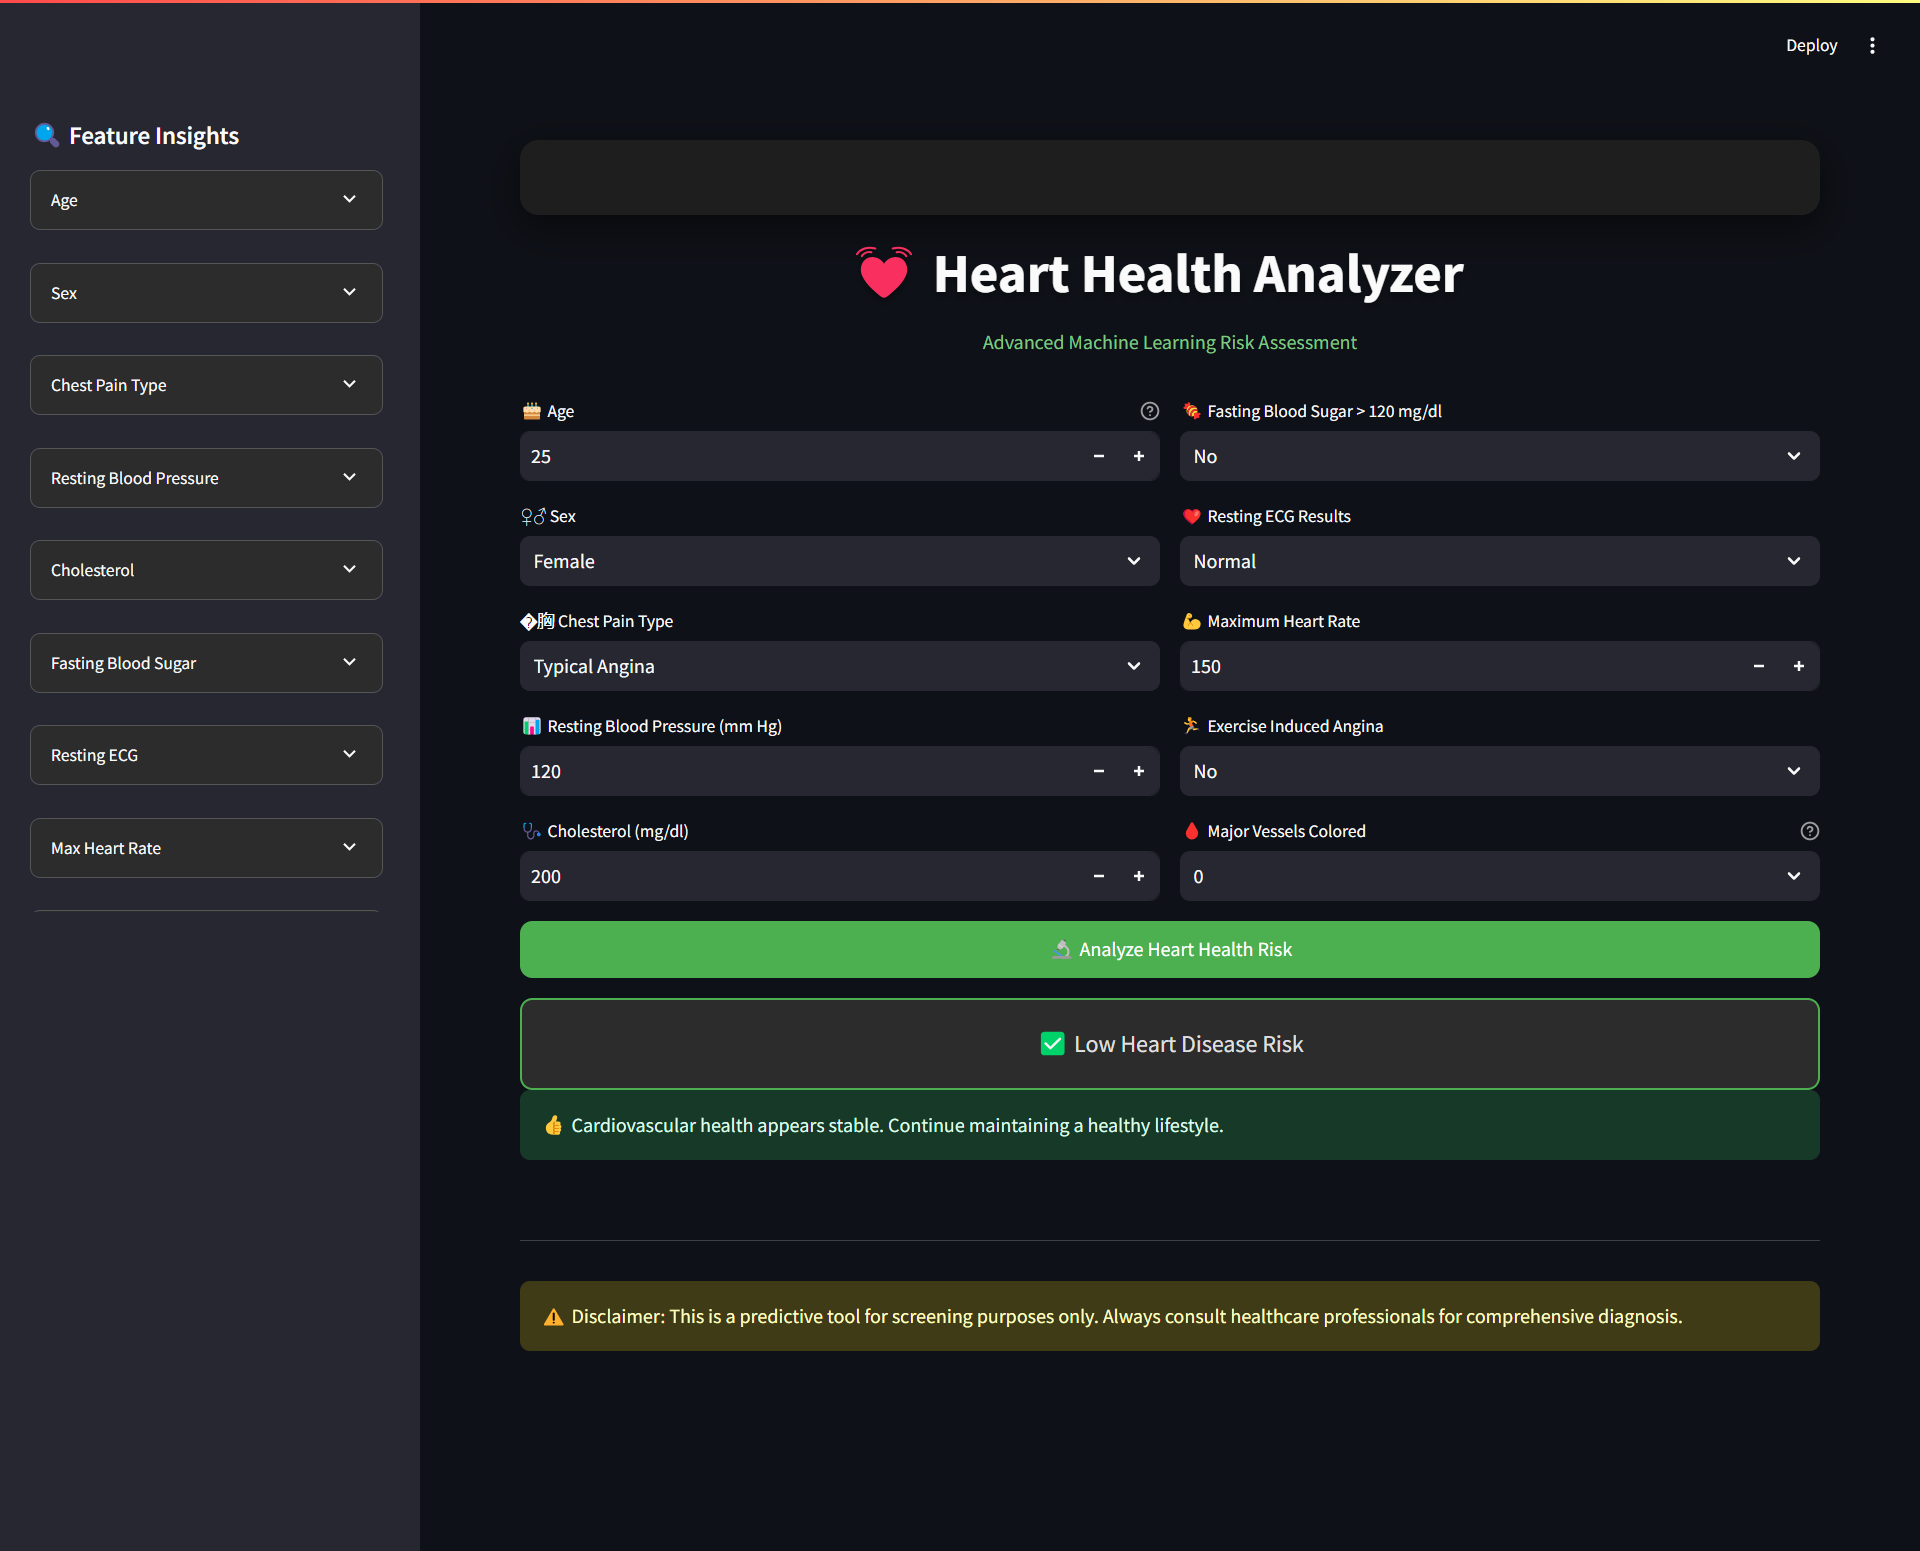 Deploy
🔍 Feature Insights
Age
Sex
Chest Pain Type
Resting Blood Pressure
Cholesterol
Fasting Blood Sugar
Resting ECG
Max Heart Rate
💓 Heart Health Analyzer
Advanced Machine Learning Risk Assessment
🎂 Age
25
♀♂ Sex
Female
�胸 Chest Pain Type
Typical Angina
📊 Resting Blood Pressure (mm Hg)
120
🩺 Cholesterol (mg/dl)
200
🍖 Fasting Blood Sugar > 120 mg/dl
No
❤️ Resting ECG Results
Normal
💪 Maximum Heart Rate
150
🏃 Exercise Induced Angina
No
🩸 Major Vessels Colored
0
🔬 Analyze Heart Health Risk
✅ Low Heart Disease Risk
👍 Cardiovascular health appears stable. Continue maintaining a healthy lifestyle.
⚠️ Disclaimer: This is a predictive tool for screening purposes only. Always consult healthcare professionals for comprehensive diagnosis.